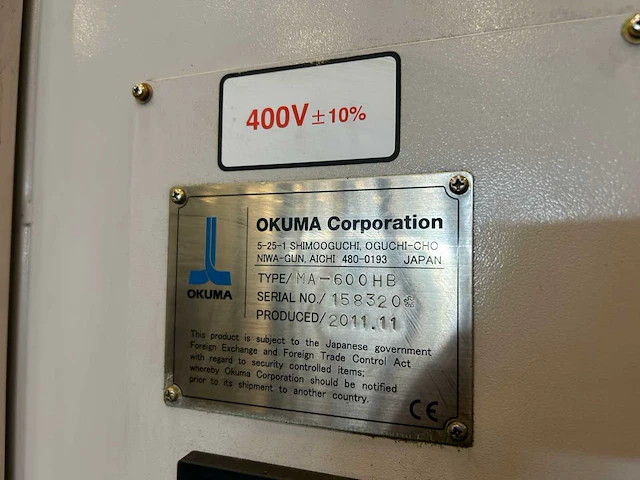 400V ±10%
OKUMA Corporation
5-25-1 SHIMOOGUCHI, OGUCHI-CHO
NIWA-GUN, AICHI 480-0193 JAPAN
OKUMA
TYPE/MA-600HB
SERIAL NO./158320
PRODUCED/2011.11
This product is subject to the Japanese government
Foreign Exchange and Foreign Trade Control Act
with regard to security controlled items;
whereby Okuma Corporation should be notified
prior to its shipment to another country.
CE